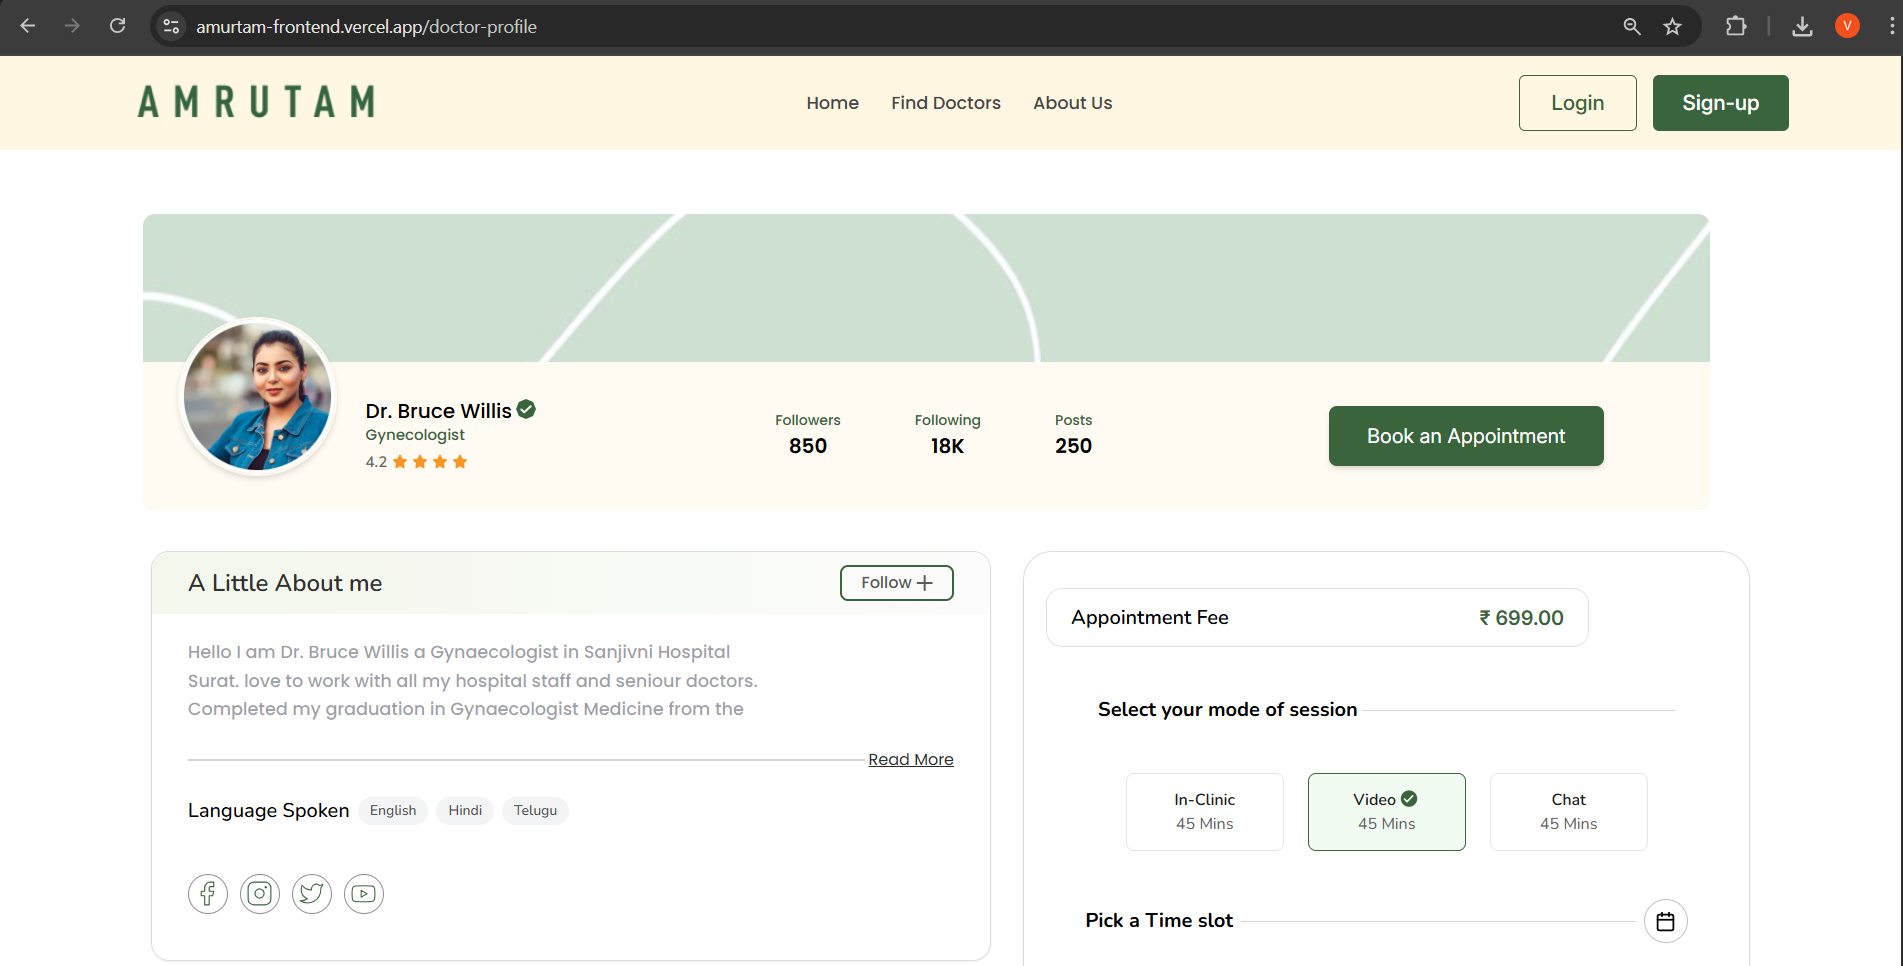 amurtam-frontend.vercel.app/doctor-profile
V
AMRUTAM
Home Find Doctors About Us
Login Sign-up
Dr. Bruce Willis
Gynecologist
4.2
Followers Following Posts
850 18K 250
Book an Appointment
A Little About me
Follow
Hello I am Dr. Bruce Willis a Gynaecologist in Sanjivni Hospital
Surat. love to work with all my hospital staff and seniour doctors.
Completed my graduation in Gynaecologist Medicine from the
Read More
Language Spoken English Hindi Telugu
Appointment Fee ₹ 699.00
Select your mode of session
In-Clinic Video Chat
45 Mins 45 Mins 45 Mins
Pick a Time slot